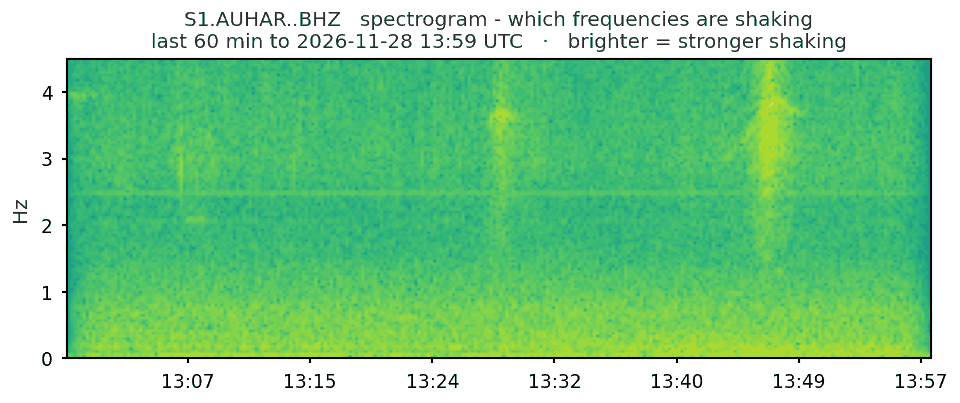 S1.AUHAR..BHZ   spectrogram - which frequencies are shaking
last 60 min to 2026-11-28 13:59 UTC   ·   brighter = stronger shaking
4
3
2
1
0
Hz
13:07 13:15 13:24 13:32 13:40 13:49 13:57